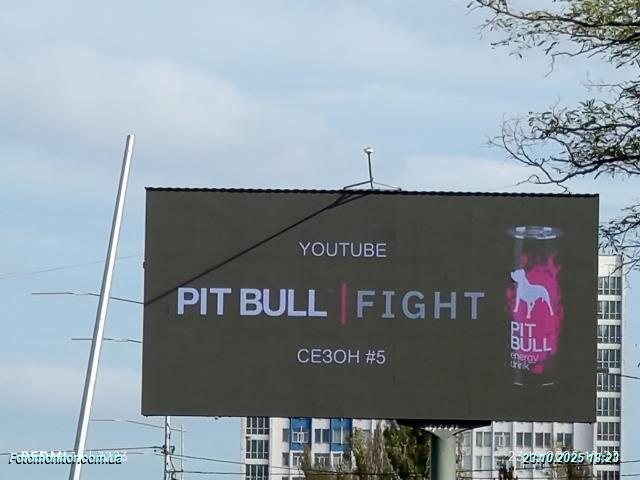 YOUTUBE
PIT BULL | FIGHT
СЕЗОН #5
PIT
BULL
energy
drink
Fotomonitor.com.ua
23.10.2025 13:23